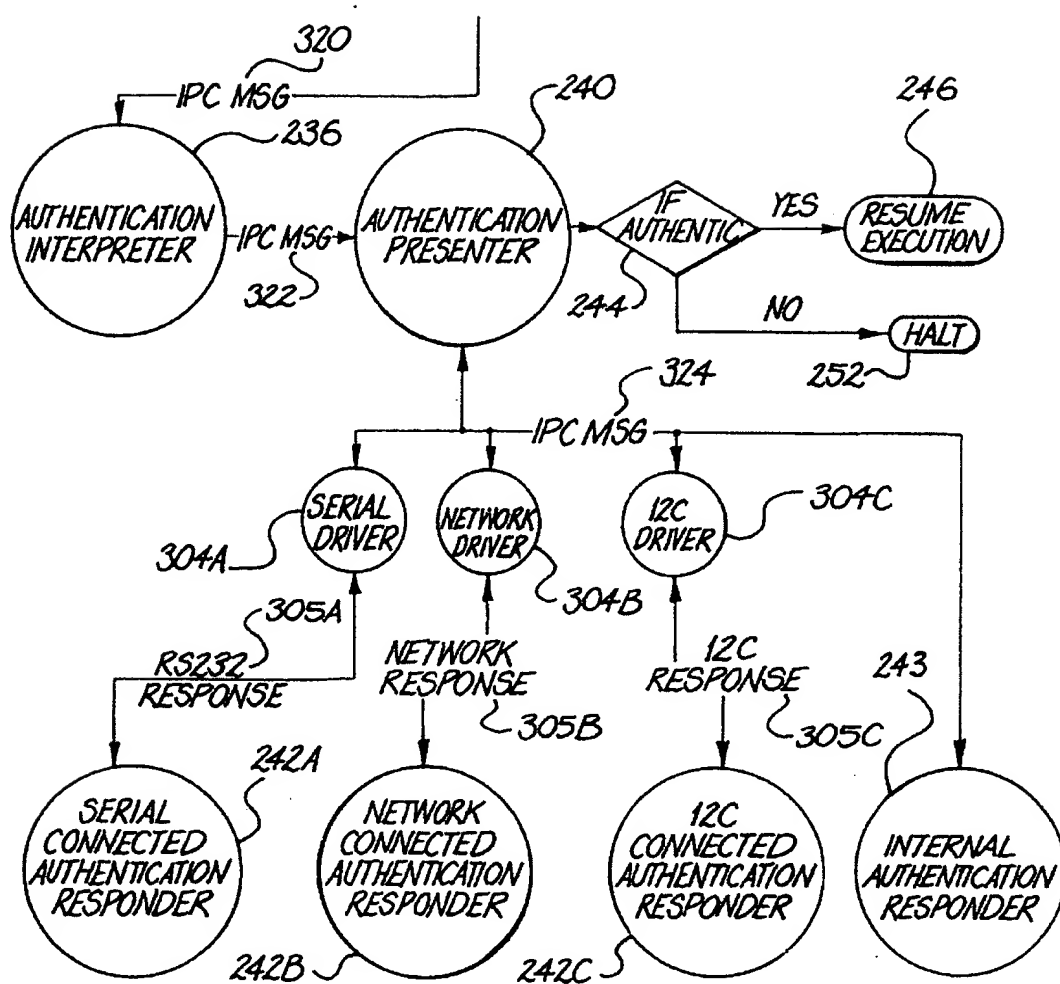 320
IPC MSG
236
240
246
AUTHENTICATION
INTERPRETER
IPC MSG
322
AUTHENTICATION
PRESENTER
IF
AUTHENTIC
244
YES
RESUME
EXECUTION
NO
HALT
252
324
IPC MSG
SERIAL
DRIVER
304A
NETWORK
DRIVER
304B
12C
DRIVER
304C
305A
RS232
RESPONSE
NETWORK
RESPONSE
305B
12C
RESPONSE
305C
243
242A
SERIAL
CONNECTED
AUTHENTICATION
RESPONDER
NETWORK
CONNECTED
AUTHENTICATION
RESPONDER
242B
12C
CONNECTED
AUTHENTICATION
RESPONDER
242C
INTERNAL
AUTHENTICATION
RESPONDER